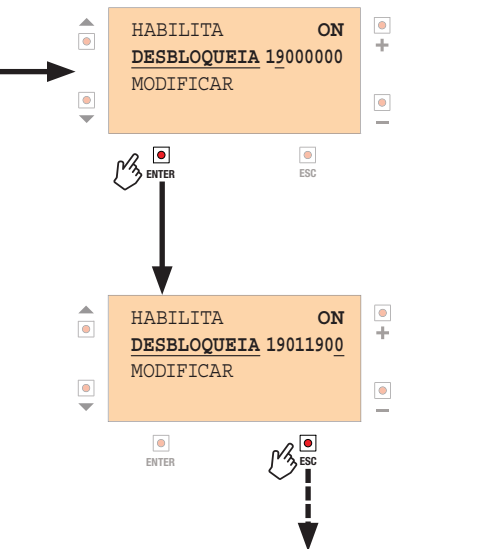 HABILITA ON
DESBLOQUEIA 19000000
MODIFICAR
+
−
ENTER ESC
HABILITA ON
DESBLOQUEIA 19011900
MODIFICAR
+
−
ENTER ESC